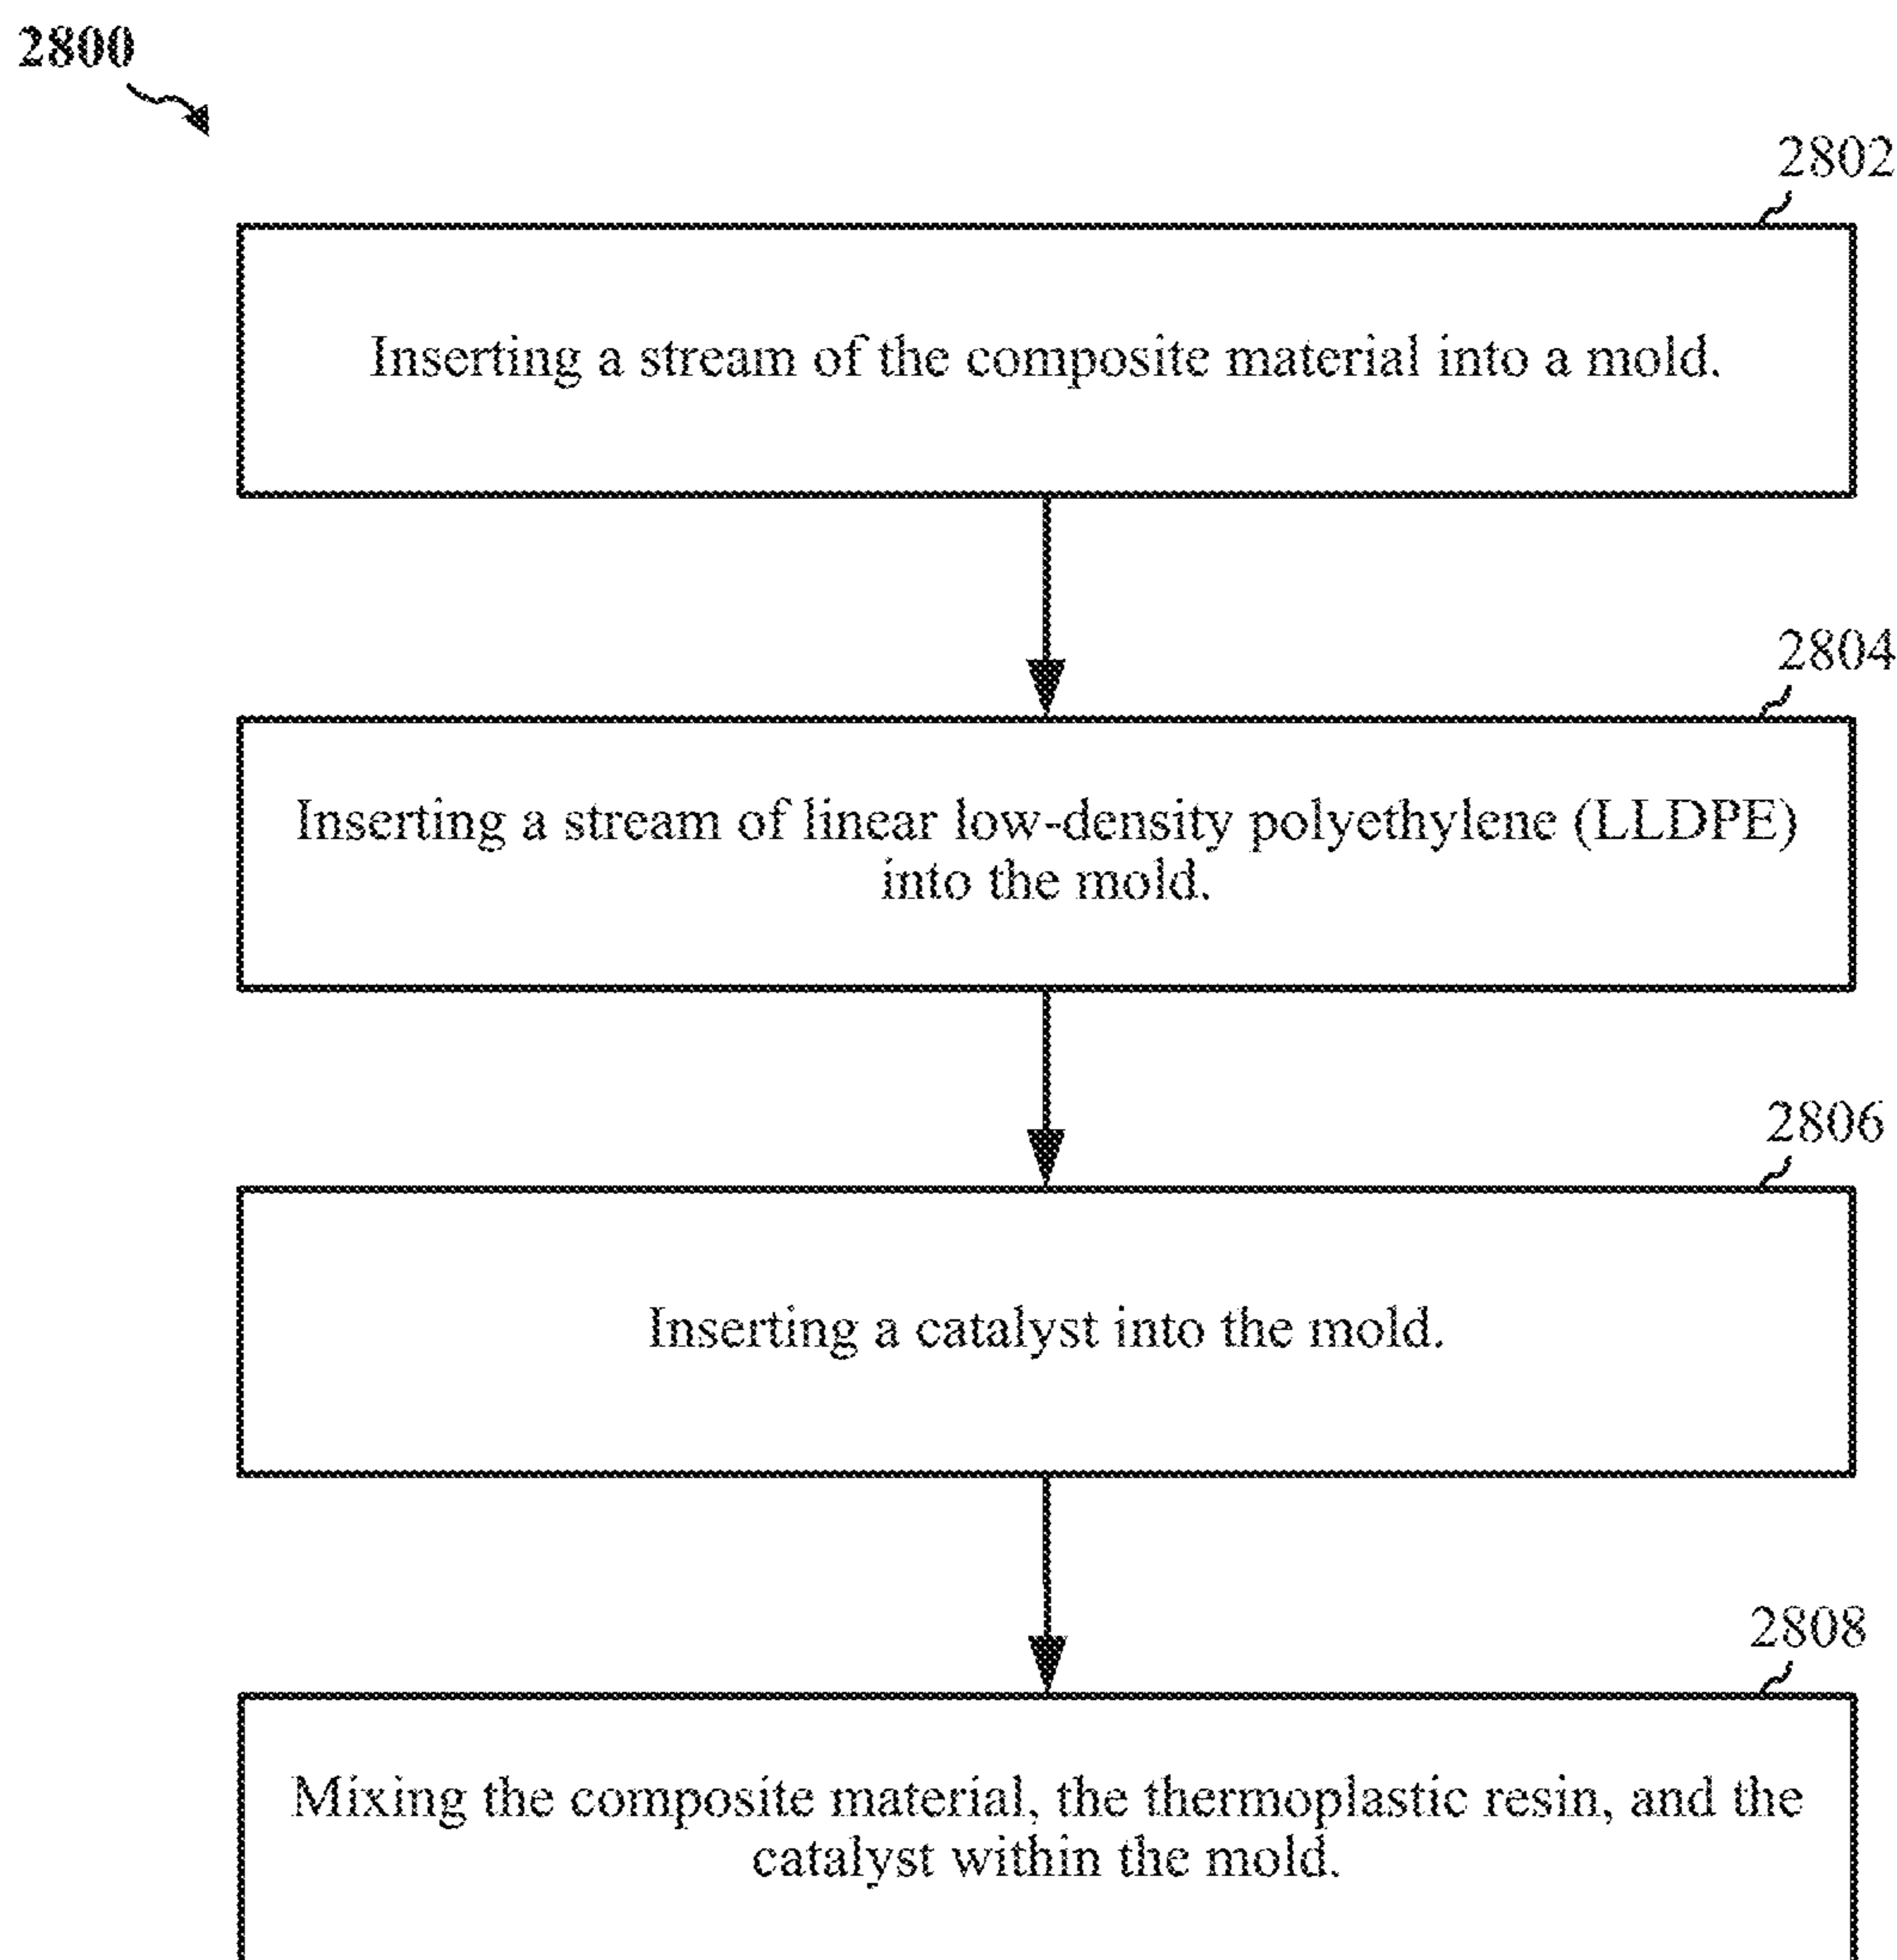 2800
2802
Inserting a stream of the composite material into a mold.
2804
Inserting a stream of linear low-density polyethylene (LLDPE)
into the mold.
2806
Inserting a catalyst into the mold.
2808
Mixing the composite material, the thermoplastic resin, and the
catalyst within the mold.